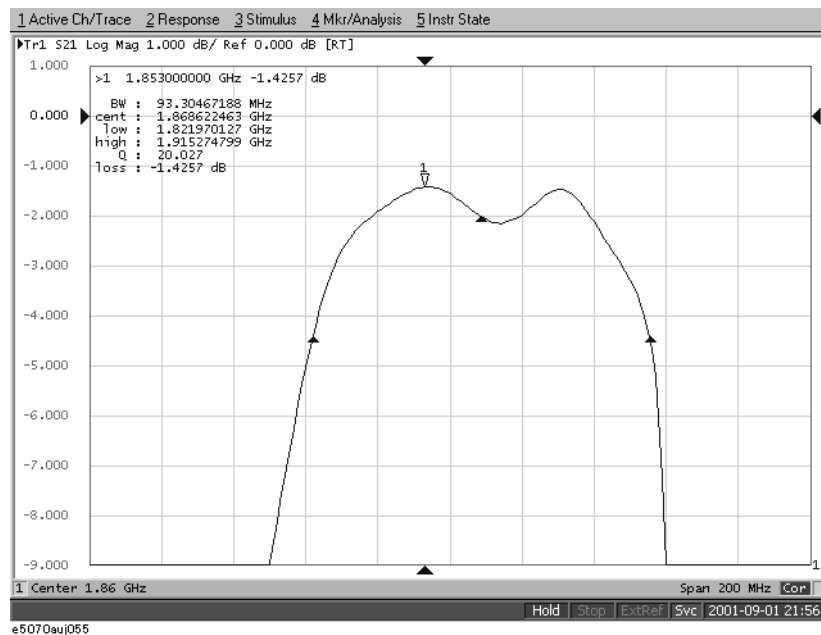 1 Active Ch/Trace 2 Response 3 Stimulus 4 Mkr/Analysis 5 Instr State
Tr1 S21 Log Mag 1.000 dB/ Ref 0.000 dB [RT]
1.000
>1 1.853000000 GHz -1.4257 dB
BW : 93.30467188 MHz
0.000
cent : 1.868622463 GHz
low : 1.821970127 GHz
high : 1.915274799 GHz
Q : 20.027
-1.000
loss : -1.4257 dB
1
-2.000
-3.000
-4.000
-5.000
-6.000
-7.000
-8.000
-9.000
1
1 Center 1.86 GHz Span 200 MHz Cor
Hold Stop ExtRef Svc 2001-09-01 21:56
e5070auj055